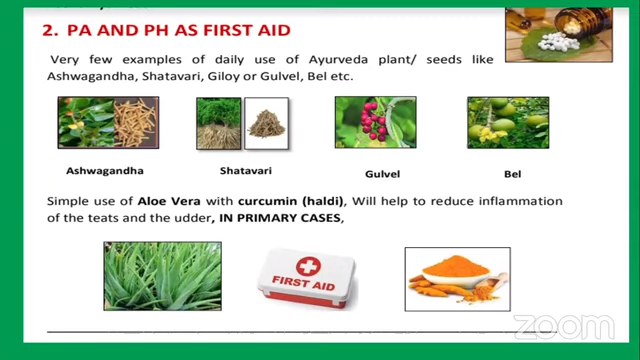 2. PA AND PH AS FIRST AID
Very few examples of daily use of Ayurveda plant/ seeds like
Ashwagandha, Shatavari, Giloy or Gulvel, Bel etc.
Ashwagandha Shatavari Gulvel Bel
Simple use of Aloe Vera with curcumin (haldi), Will help to reduce inflammation
of the teats and the udder, IN PRIMARY CASES,
FIRST AID
zoom